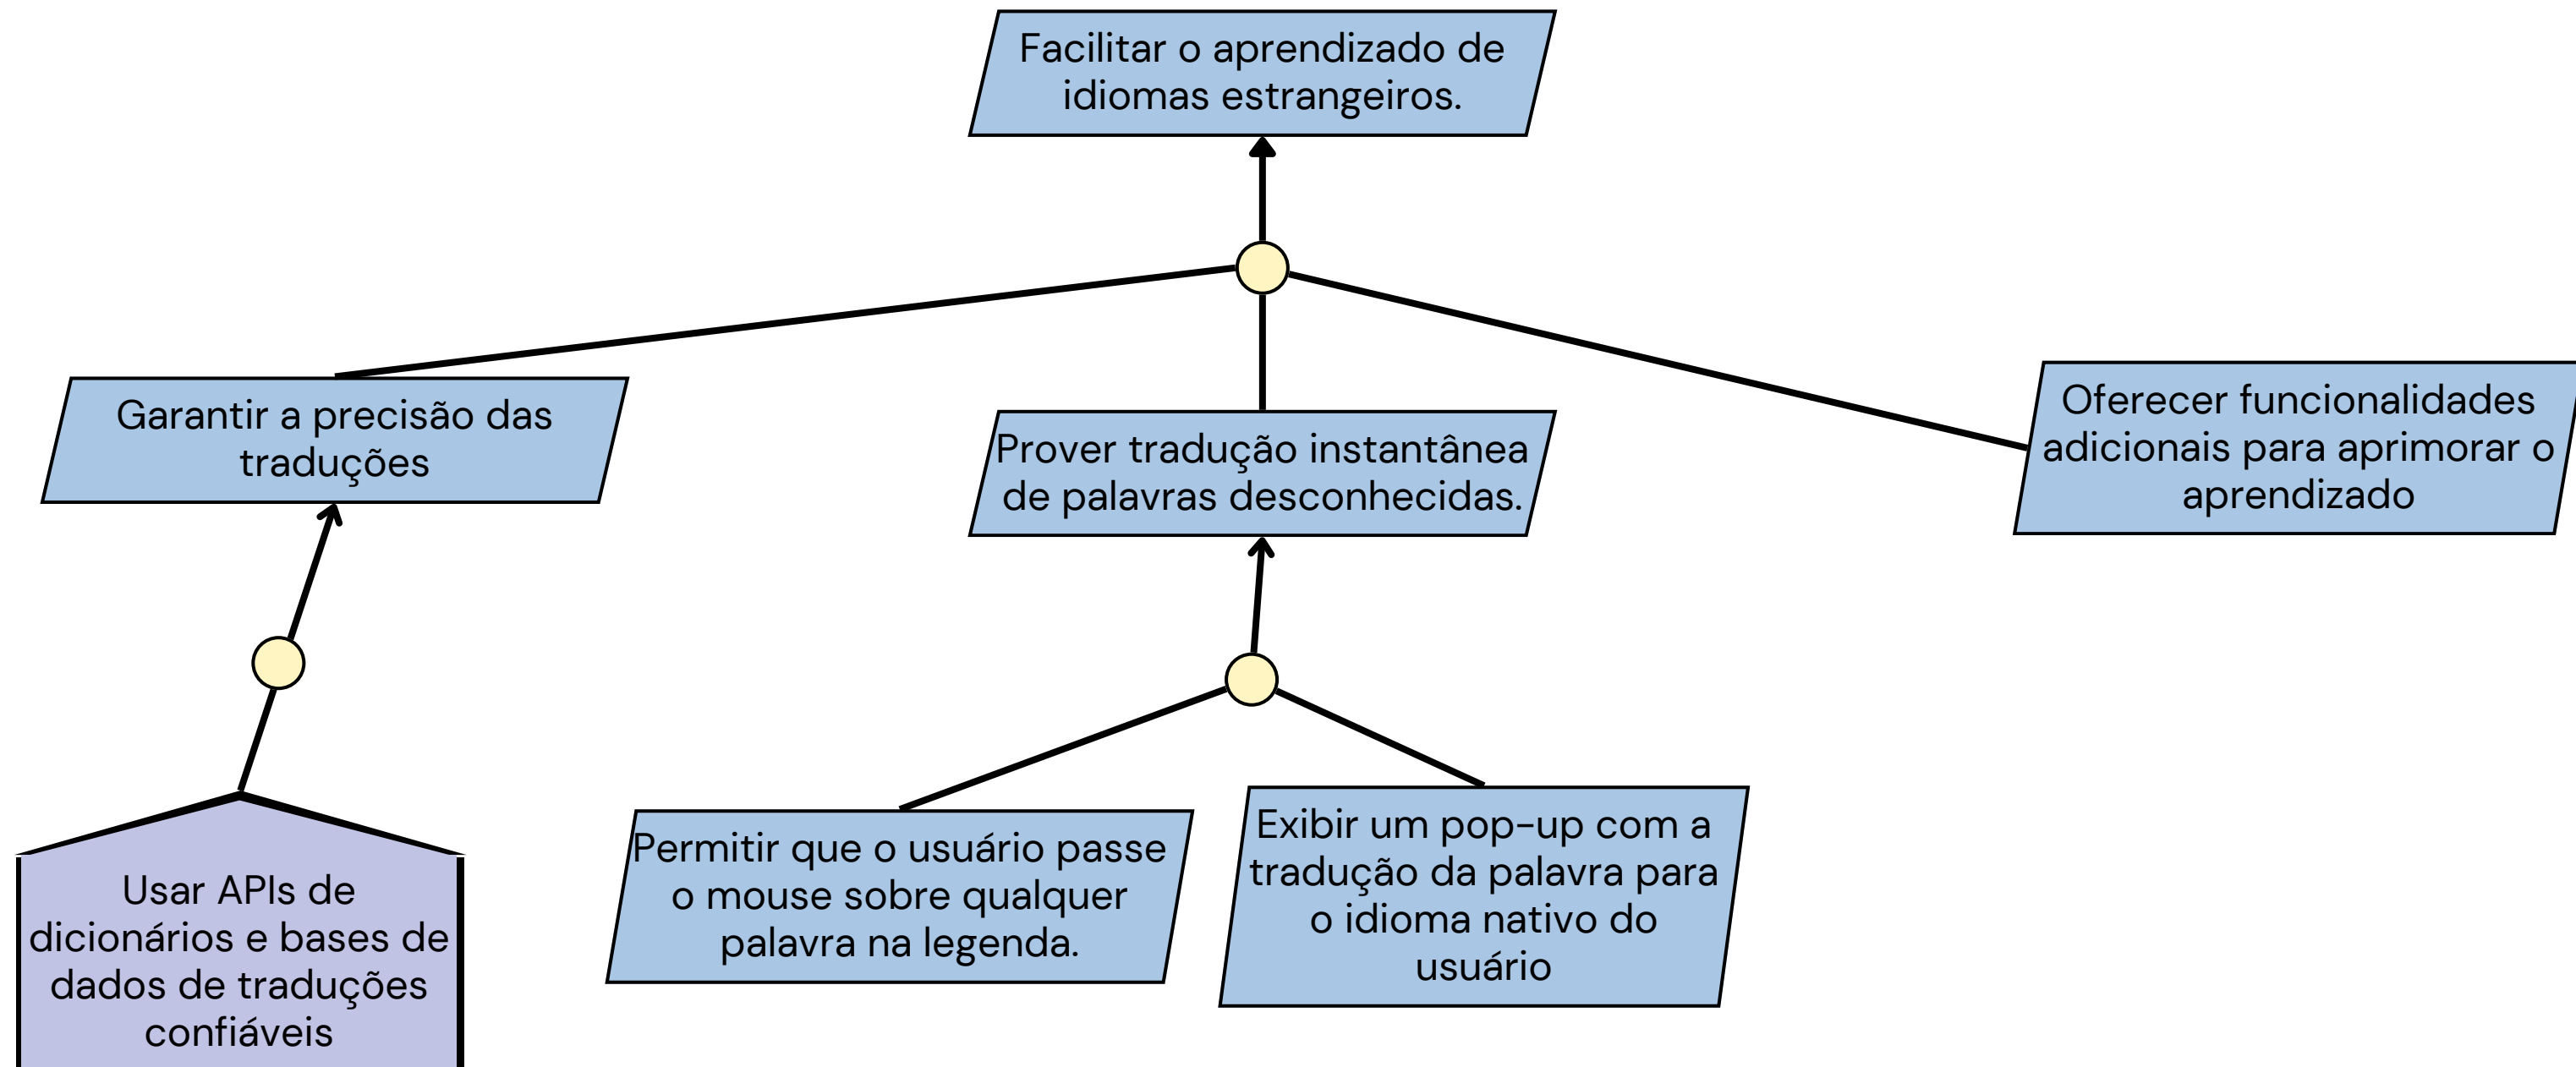 Facilitar o aprendizado de
idiomas estrangeiros.
Garantir a precisão das
traduções
Prover tradução instantânea
de palavras desconhecidas.
Oferecer funcionalidades
adicionais para aprimorar o
aprendizado
Usar APIs de
dicionários e bases de
dados de traduções
confiáveis
Permitir que o usuário passe
o mouse sobre qualquer
palavra na legenda.
Exibir um pop-up com a
tradução da palavra para
o idioma nativo do
usuário